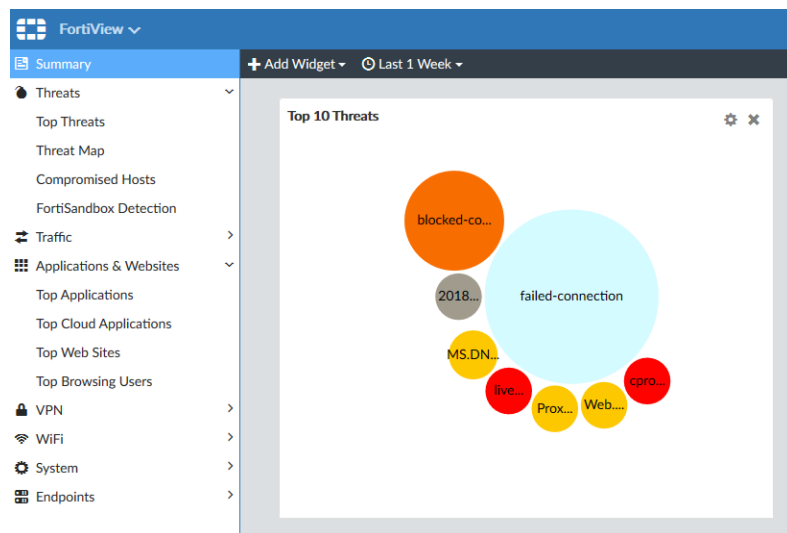 FortiView
Summary
Add Widget
Last 1 Week
Threats
Top Threats
Threat Map
Compromised Hosts
FortiSandbox Detection
Traffic
Applications & Websites
Top Applications
Top Cloud Applications
Top Web Sites
Top Browsing Users
VPN
WiFi
System
Endpoints
Top 10 Threats
blocked-co...
2018...
failed-connection
MS.DN...
live...
Prox...
Web....
cpro...